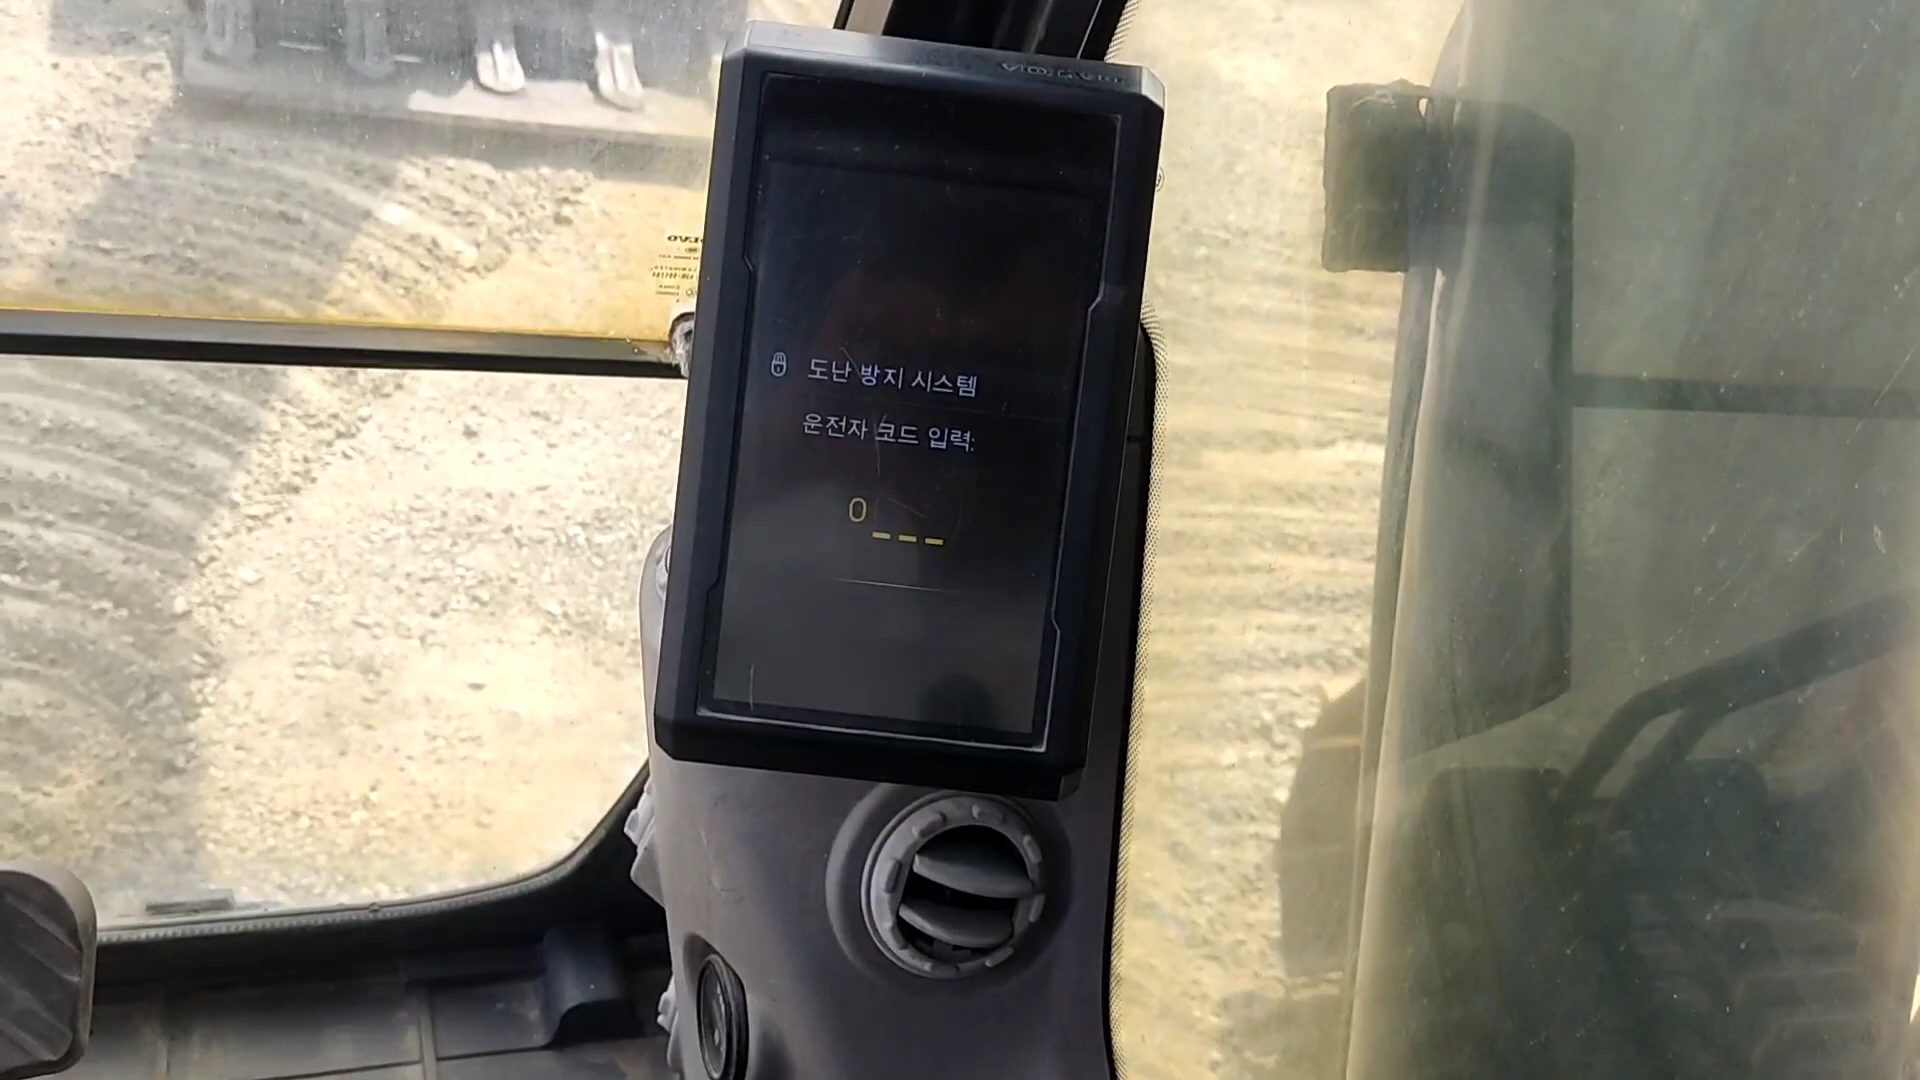 도난 방지 시스템
운전자 코드 입력:
0 _ _ _